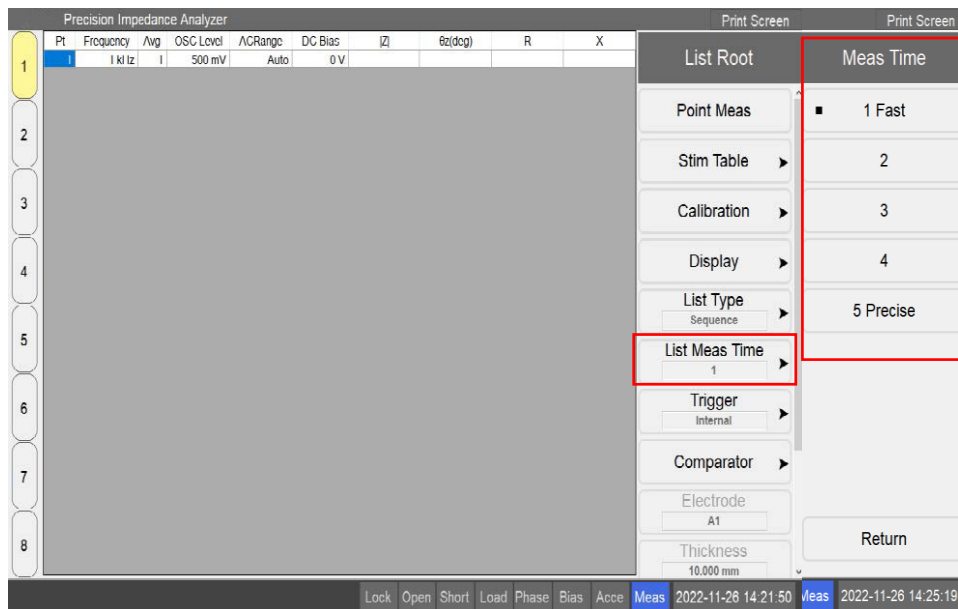 Precision Impedance Analyzer
Print Screen
Print Screen
Pt Frequency Avg OSC Level ACRange DC Bias |Z| θz(deg) R X
500 mV Auto 0 V
1
2
3
4
5
6
7
8
List Root
Point Meas
Stim Table
Calibration
Display
List Type
Sequence
List Meas Time
1
Trigger
Internal
Comparator
Electrode
A1
Thickness
10.000 mm
Meas Time
1 Fast
2
3
4
5 Precise
Return
Lock Open Short Load Phase Bias Acce Meas 2022-11-26 14:21:50
Meas 2022-11-26 14:25:19